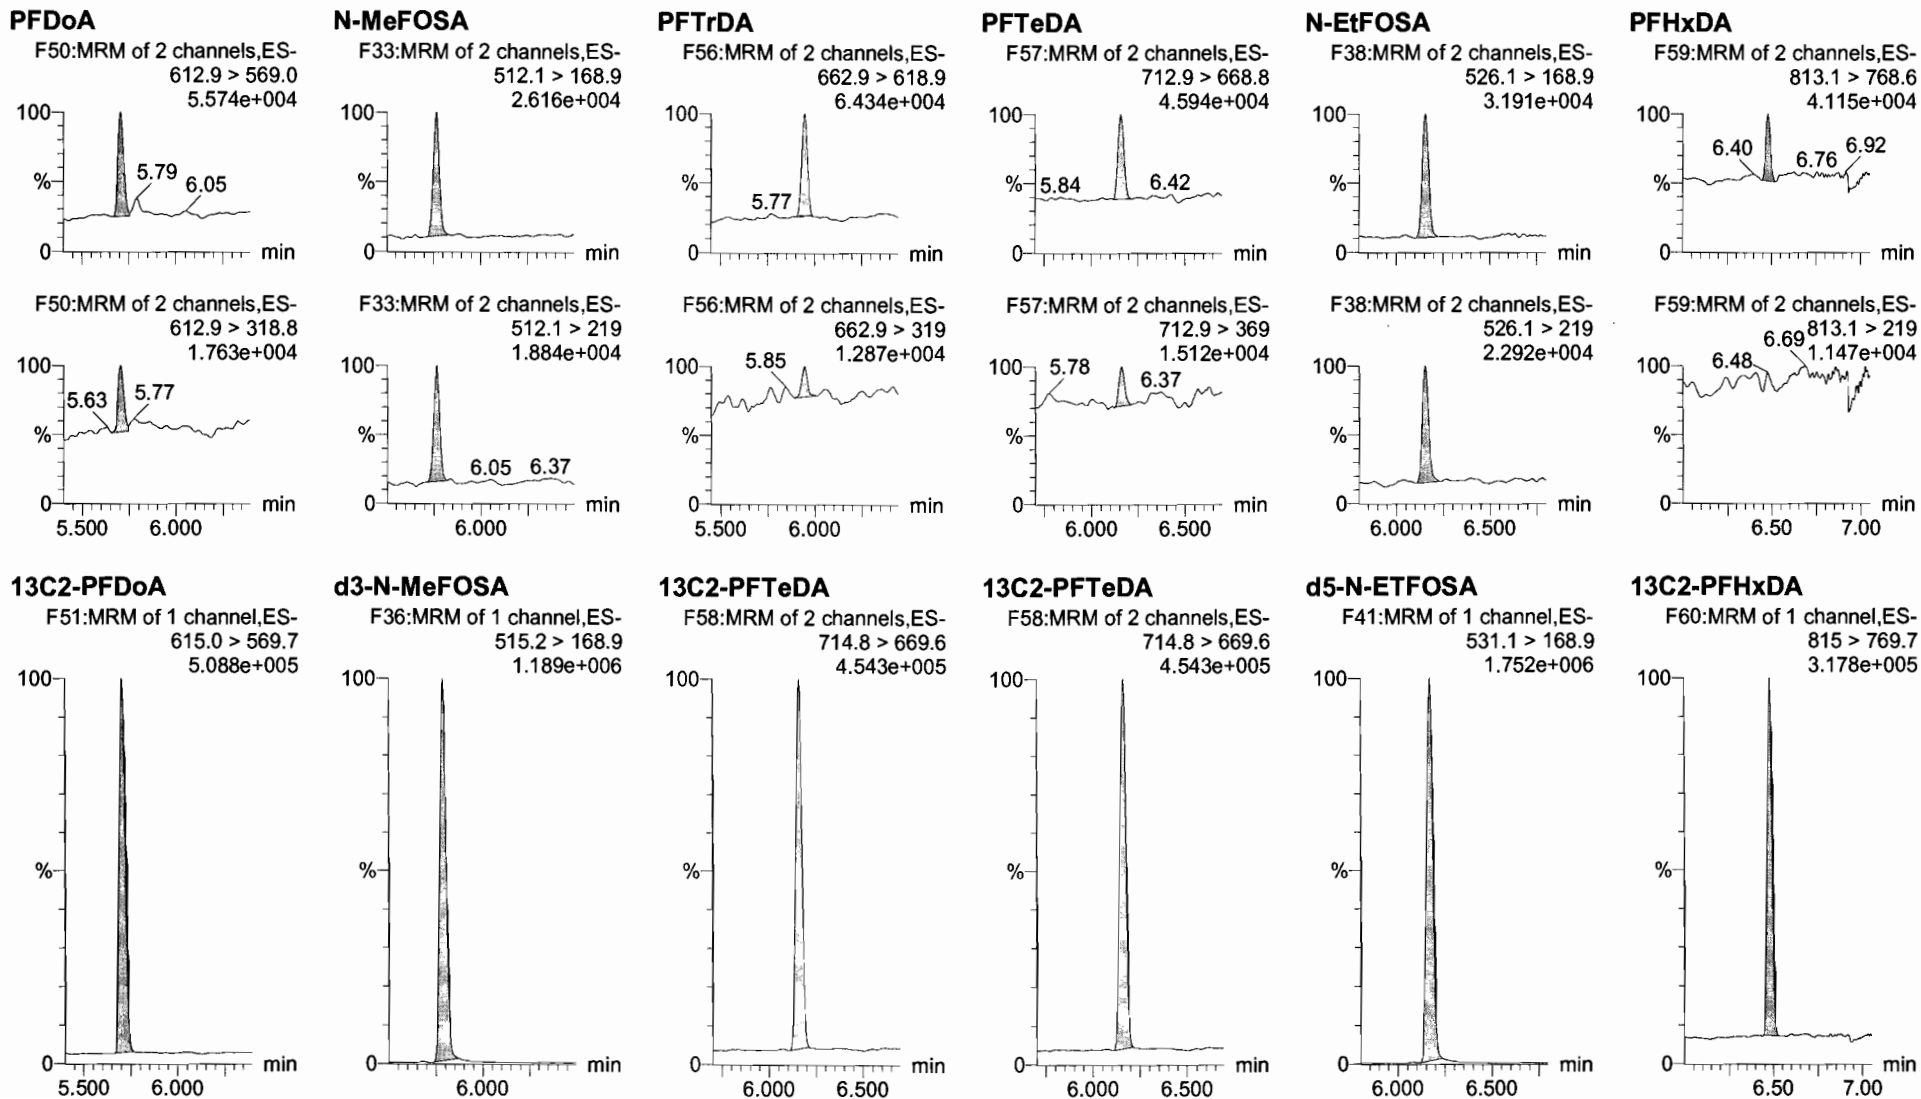 PFDoA
F50:MRM of 2 channels,ES-
612.9 > 569.0
5.574e+004
100
%
0
5.79
6.05
min
N-MeFOSA
F33:MRM of 2 channels,ES-
512.1 > 168.9
2.616e+004
100
%
0
min
PFTrDA
F56:MRM of 2 channels,ES-
662.9 > 618.9
6.434e+004
100
%
0
5.77
min
PFTeDA
F57:MRM of 2 channels,ES-
712.9 > 668.8
4.594e+004
100
%
0
5.84
6.42
min
N-EtFOSA
F38:MRM of 2 channels,ES-
526.1 > 168.9
3.191e+004
100
%
0
min
PFHxDA
F59:MRM of 2 channels,ES-
813.1 > 768.6
4.115e+004
100
%
0
6.40
6.76
6.92
min
F50:MRM of 2 channels,ES-
612.9 > 318.8
1.763e+004
100
%
0
5.63
5.77
min
5.500 6.000
F33:MRM of 2 channels,ES-
512.1 > 219
1.884e+004
100
%
0
6.05
6.37
min
6.000
F56:MRM of 2 channels,ES-
662.9 > 319
1.287e+004
100
%
0
5.85
min
5.500 6.000
F57:MRM of 2 channels,ES-
712.9 > 369
1.512e+004
100
%
0
5.78
6.37
min
6.000 6.500
F38:MRM of 2 channels,ES-
526.1 > 219
2.292e+004
100
%
0
min
6.000 6.500
F59:MRM of 2 channels,ES-
813.1 > 219
1.147e+004
100
%
0
6.48
6.69
min
6.50 7.00
13C2-PFDoA
F51:MRM of 1 channel,ES-
615.0 > 569.7
5.088e+005
100
%
0
min
5.500 6.000
d3-N-MeFOSA
F36:MRM of 1 channel,ES-
515.2 > 168.9
1.189e+006
100
%
0
min
6.000
13C2-PFTeDA
F58:MRM of 2 channels,ES-
714.8 > 669.6
4.543e+005
100
%
0
min
6.000 6.500
13C2-PFTeDA
F58:MRM of 2 channels,ES-
714.8 > 669.6
4.543e+005
100
%
0
min
6.000 6.500
d5-N-ETFOSA
F41:MRM of 1 channel,ES-
531.1 > 168.9
1.752e+006
100
%
0
min
6.000 6.500
13C2-PFHxDA
F60:MRM of 1 channel,ES-
815 > 769.7
3.178e+005
100
%
0
min
6.50 7.00